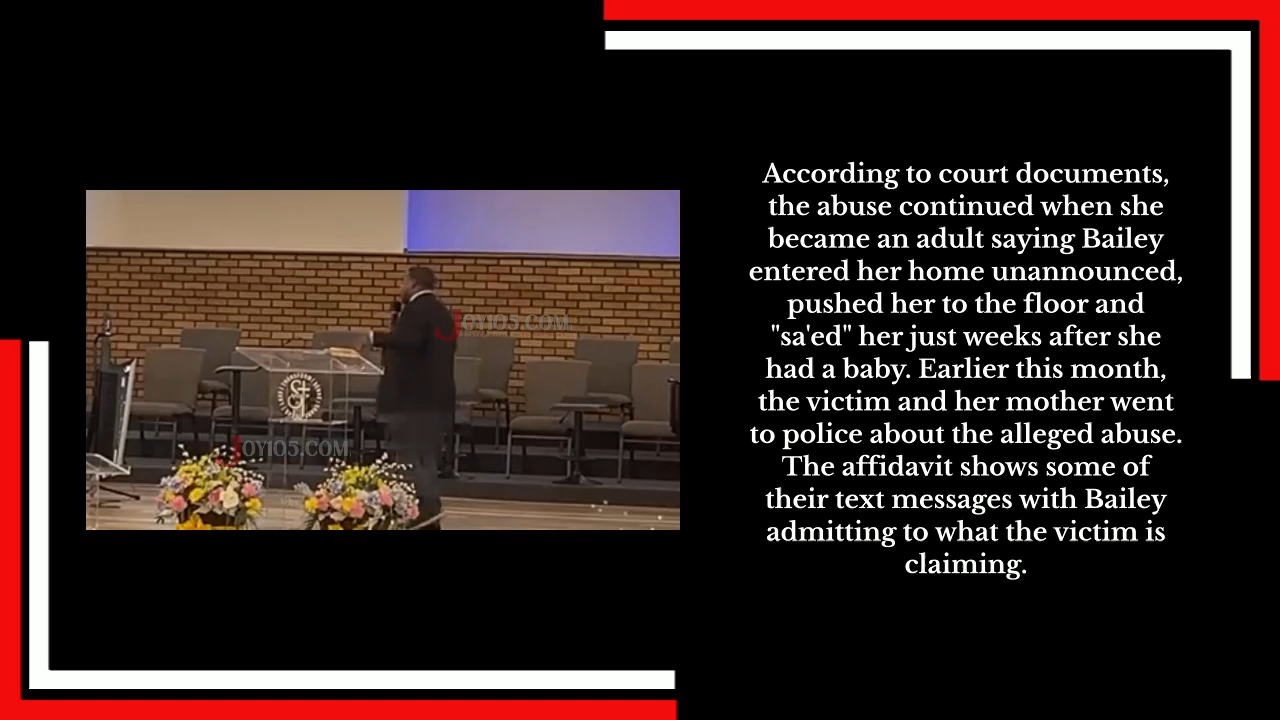 JOY105.COM
JOY105.COM
According to court documents,
the abuse continued when she
became an adult saying Bailey
entered her home unannounced,
pushed her to the floor and
"sa'ed" her just weeks after she
had a baby. Earlier this month,
the victim and her mother went
to police about the alleged abuse.
The affidavit shows some of
their text messages with Bailey
admitting to what the victim is
claiming.